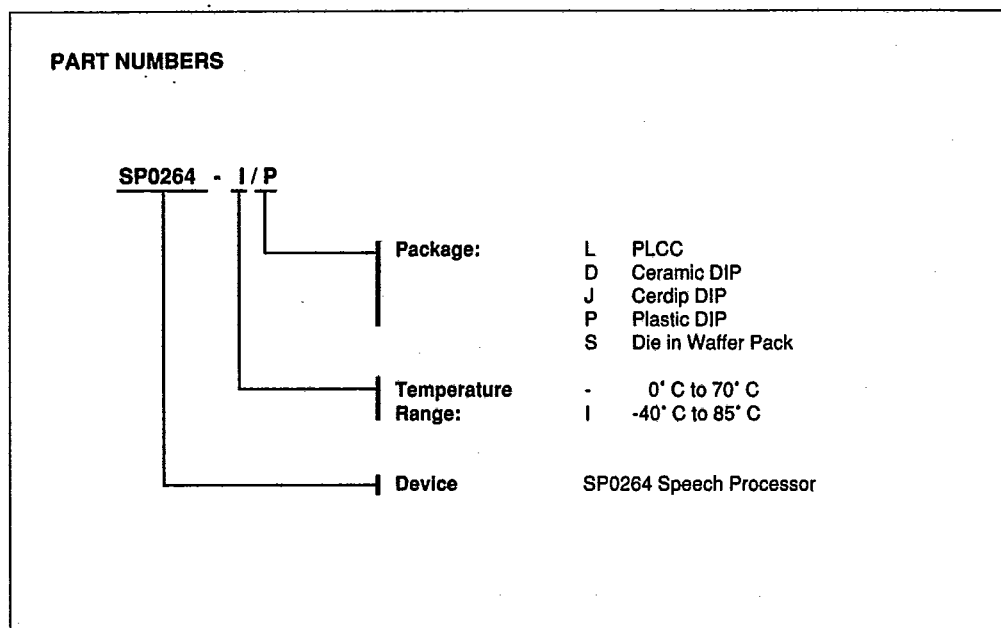 PART NUMBERS
SP0264 - I / P
Package: L PLCC
D Ceramic DIP
J Cerdip DIP
P Plastic DIP
S Die in Waffer Pack
Temperature - 0° C to 70° C
Range: I -40° C to 85° C
Device SP0264 Speech Processor